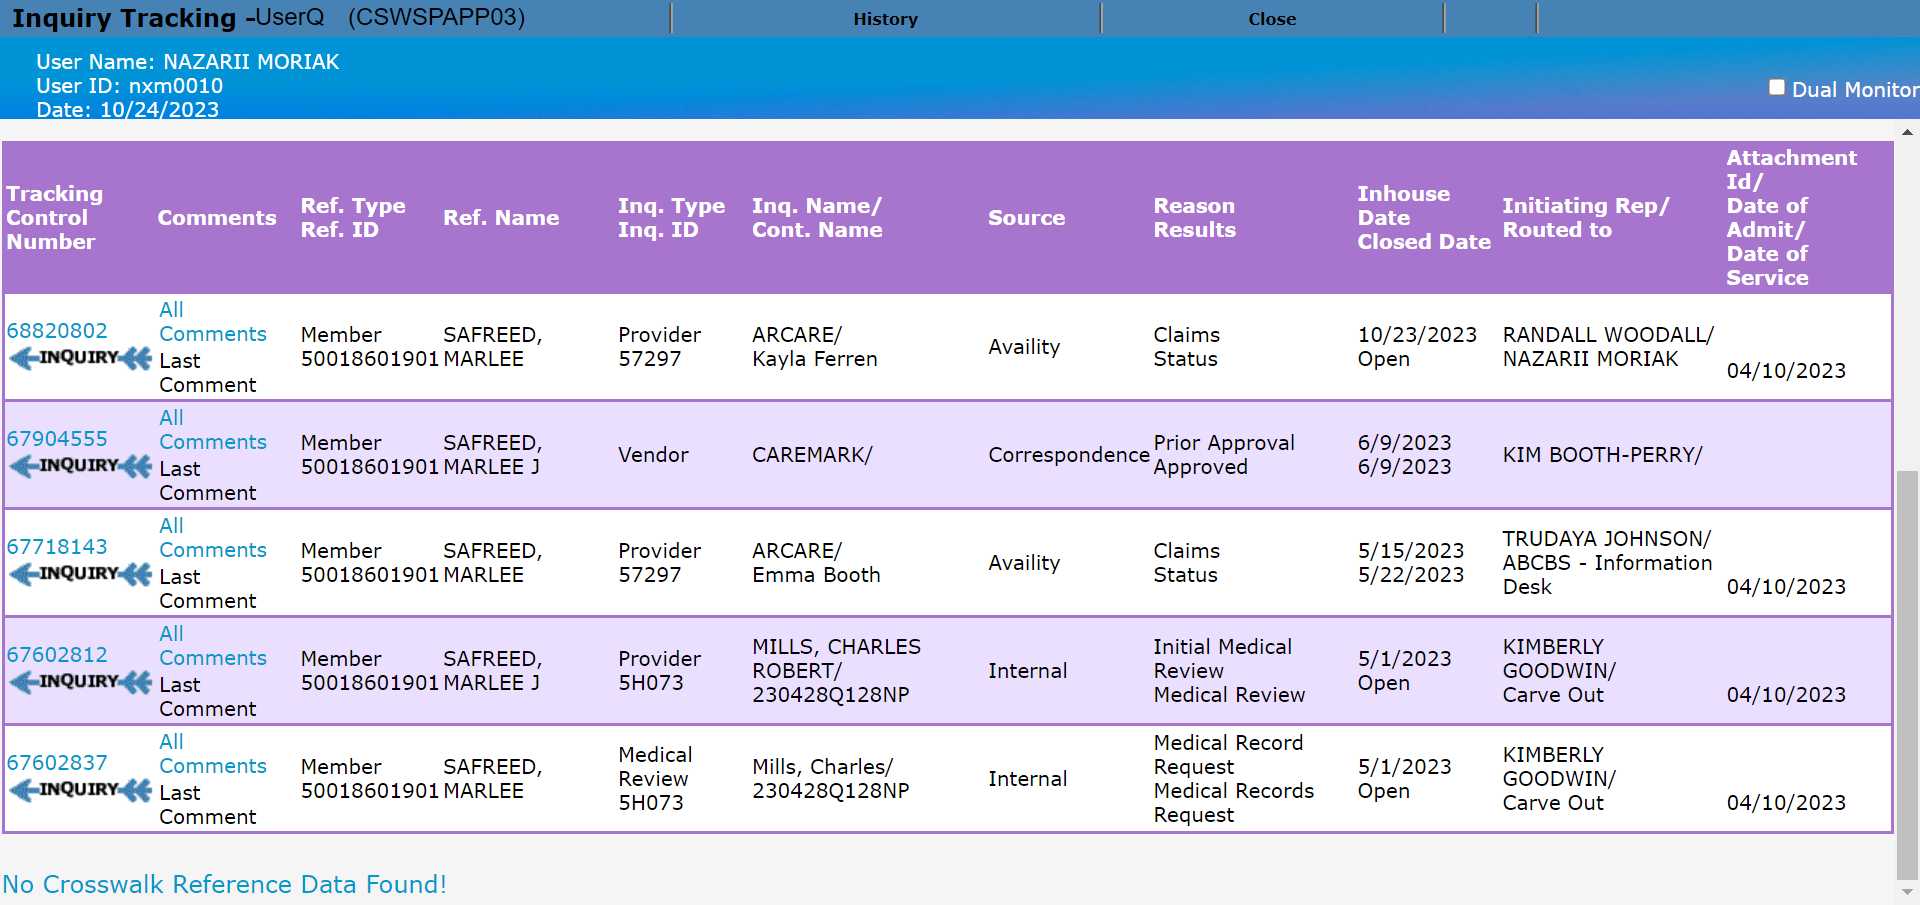 Inquiry Tracking -UserQ (CSWSPAPP03) History Close
User Name: NAZARII MORIAK
User ID: nxm0010
Date: 10/24/2023
Dual Monitor
Tracking
Control
Number
Comments
Ref. Type
Ref. ID
Ref. Name
Inq. Type
Inq. ID
Inq. Name/
Cont. Name
Source
Reason
Results
Inhouse
Date
Closed Date
Initiating Rep/
Routed to
Attachment
Id/
Date of
Admit/
Date of
Service
68820802
INQUIRY
All
Comments
Last
Comment
Member
50018601901
SAFREED,
MARLEE
Provider
57297
ARCARE/
Kayla Ferren
Availity
Claims
Status
10/23/2023
Open
RANDALL WOODALL/
NAZARII MORIAK
04/10/2023
67904555
INQUIRY
All
Comments
Last
Comment
Member
50018601901
SAFREED,
MARLEE J
Vendor
CAREMARK/
Correspondence
Prior Approval
Approved
6/9/2023
6/9/2023
KIM BOOTH-PERRY/
67718143
INQUIRY
All
Comments
Last
Comment
Member
50018601901
SAFREED,
MARLEE
Provider
57297
ARCARE/
Emma Booth
Availity
Claims
Status
5/15/2023
5/22/2023
TRUDAYA JOHNSON/
ABCBS - Information
Desk
04/10/2023
67602812
INQUIRY
All
Comments
Last
Comment
Member
50018601901
SAFREED,
MARLEE J
Provider
5H073
MILLS, CHARLES
ROBERT/
230428Q128NP
Internal
Initial Medical
Review
Medical Review
5/1/2023
Open
KIMBERLY
GOODWIN/
Carve Out
04/10/2023
67602837
INQUIRY
All
Comments
Last
Comment
Member
50018601901
SAFREED,
MARLEE
Medical
Review
5H073
Mills, Charles/
230428Q128NP
Internal
Medical Record
Request
Medical Records
Request
5/1/2023
Open
KIMBERLY
GOODWIN/
Carve Out
04/10/2023
No Crosswalk Reference Data Found!